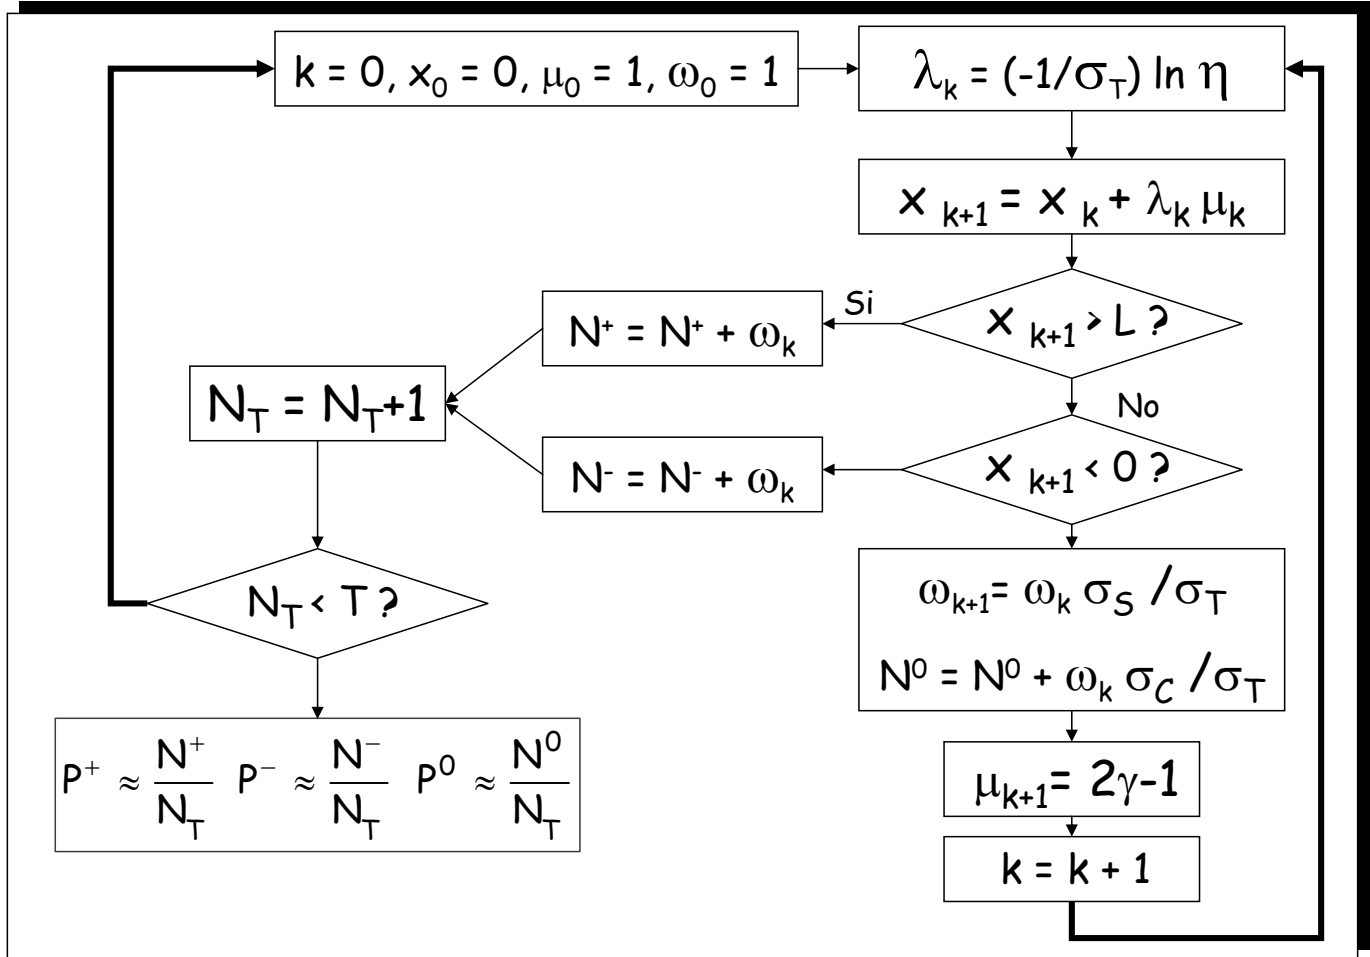 k = 0, x₀ = 0, μ₀ = 1, ω₀ = 1
λₖ = (-1/σ_T) ln η
x ₖ₊₁ = x ₖ + λₖ μₖ
x ₖ₊₁ > L ?
Si
N⁺ = N⁺ + ωₖ
No
x ₖ₊₁ < 0 ?
N⁻ = N⁻ + ωₖ
N_T = N_T+1
N_T < T ?
ωₖ₊₁= ωₖ σ_S /σ_T
N⁰ = N⁰ + ωₖ σ_C /σ_T
μₖ₊₁= 2γ-1
k = k + 1
P⁺ ≈ N⁺/N_T P⁻ ≈ N⁻/N_T P⁰ ≈ N⁰/N_T